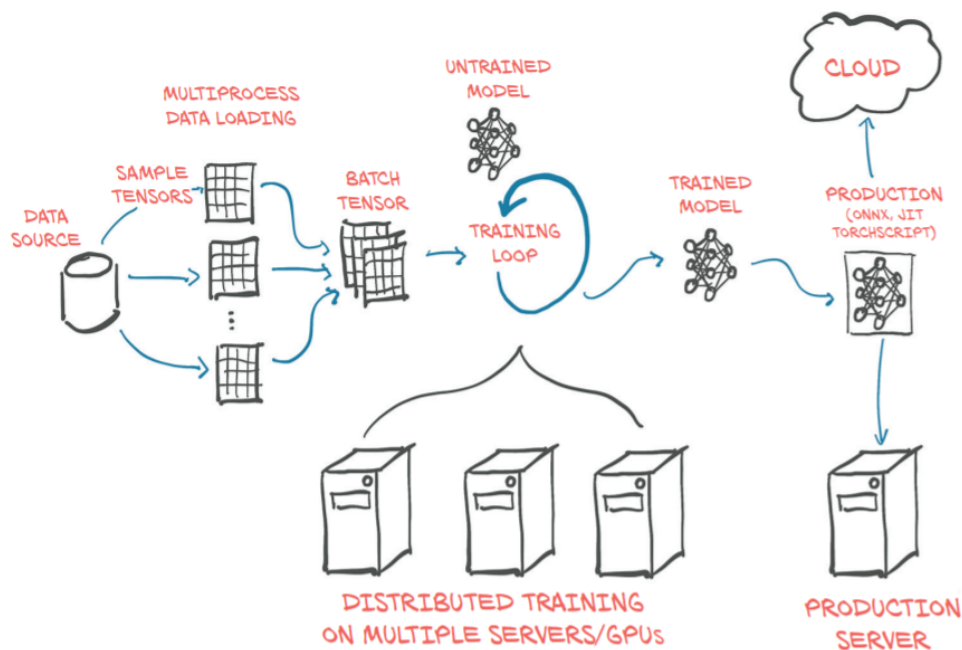 UNTRAINED
MODEL
CLOUD
MULTIPROCESS
DATA LOADING
SAMPLE
TENSORS
BATCH
TENSOR
TRAINED
MODEL
PRODUCTION
(ONNX, JIT
TORCHSCRIPT)
DATA
SOURCE
TRAINING
LOOP
...
DISTRIBUTED TRAINING
ON MULTIPLE SERVERS/GPUs
PRODUCTION
SERVER